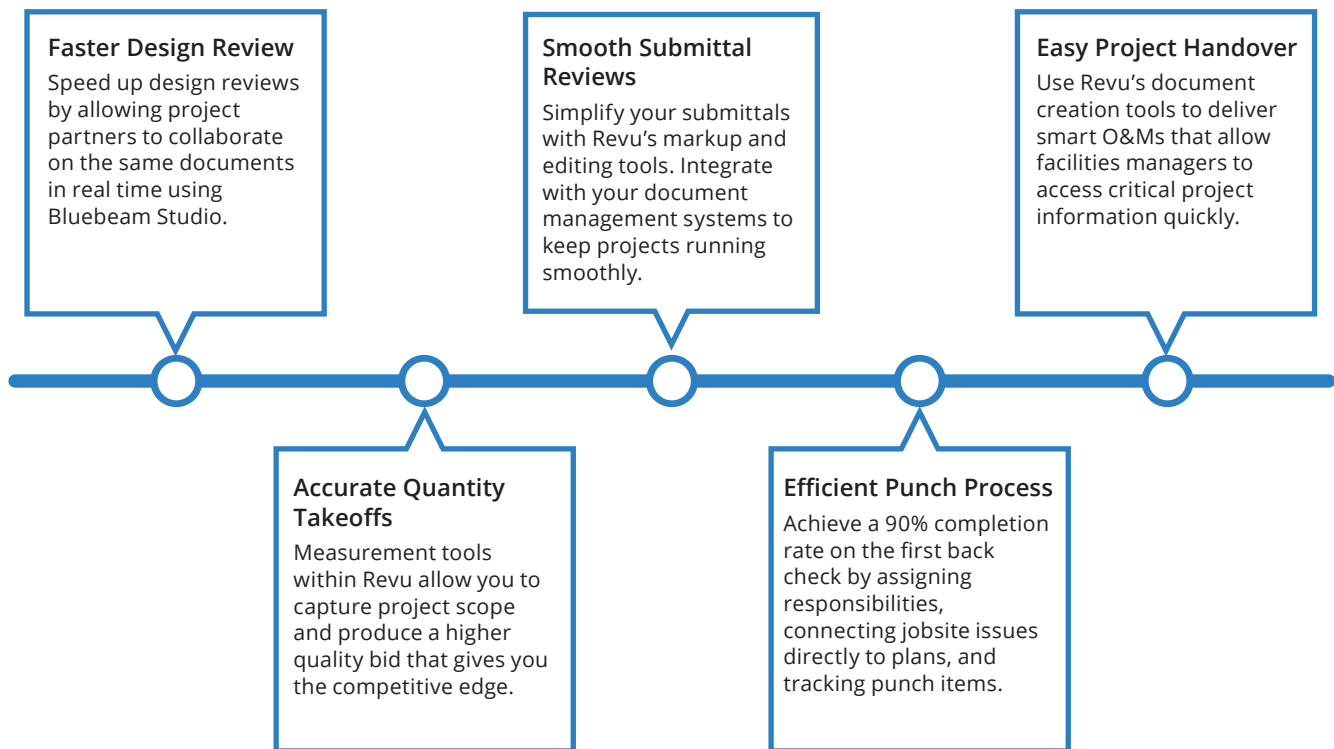 Faster Design Review
Speed up design reviews
by allowing project
partners to collaborate
on the same documents
in real time using
Bluebeam Studio.
Accurate Quantity
Takeoffs
Measurement tools
within Revu allow you to
capture project scope
and produce a higher
quality bid that gives you
the competitive edge.
Smooth Submittal
Reviews
Simplify your submittals
with Revu’s markup and
editing tools. Integrate
with your document
management systems to
keep projects running
smoothly.
Efficient Punch Process
Achieve a 90% completion
rate on the first back
check by assigning
responsibilities,
connecting jobsite issues
directly to plans, and
tracking punch items.
Easy Project Handover
Use Revu’s document
creation tools to deliver
smart O&Ms that allow
facilities managers to
access critical project
information quickly.